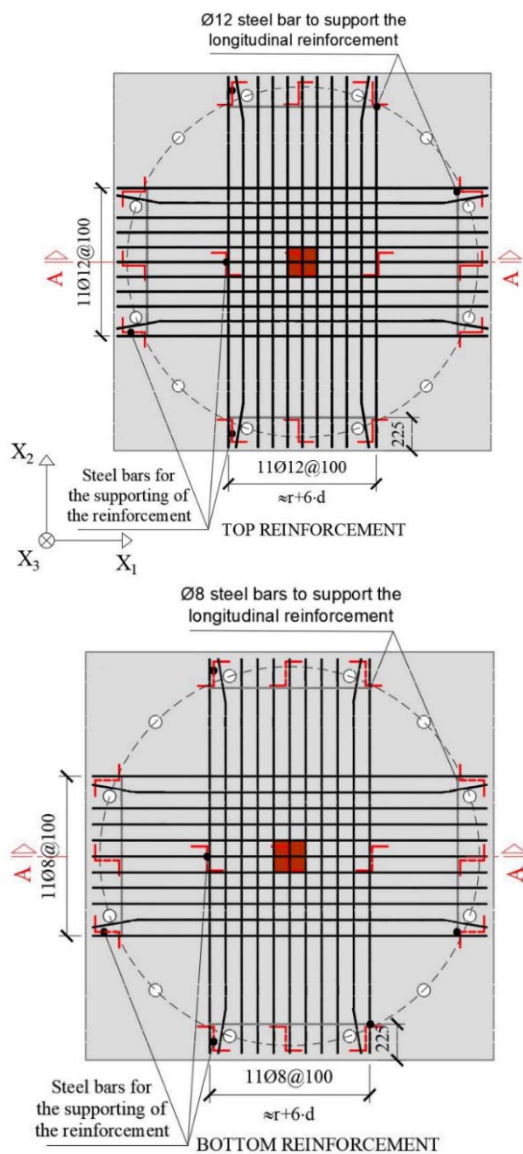 Ø12 steel bar to support the
longitudinal reinforcement
11Ø12@100
A
A
225
X2
X3
X1
Steel bars for
the supporting of
the reinforcement
11Ø12@100
≈r+6·d
TOP REINFORCEMENT
Ø8 steel bars to support the
longitudinal reinforcement
11Ø8@100
A
A
225
Steel bars for
the supporting of
the reinforcement
11Ø8@100
≈r+6·d
BOTTOM REINFORCEMENT